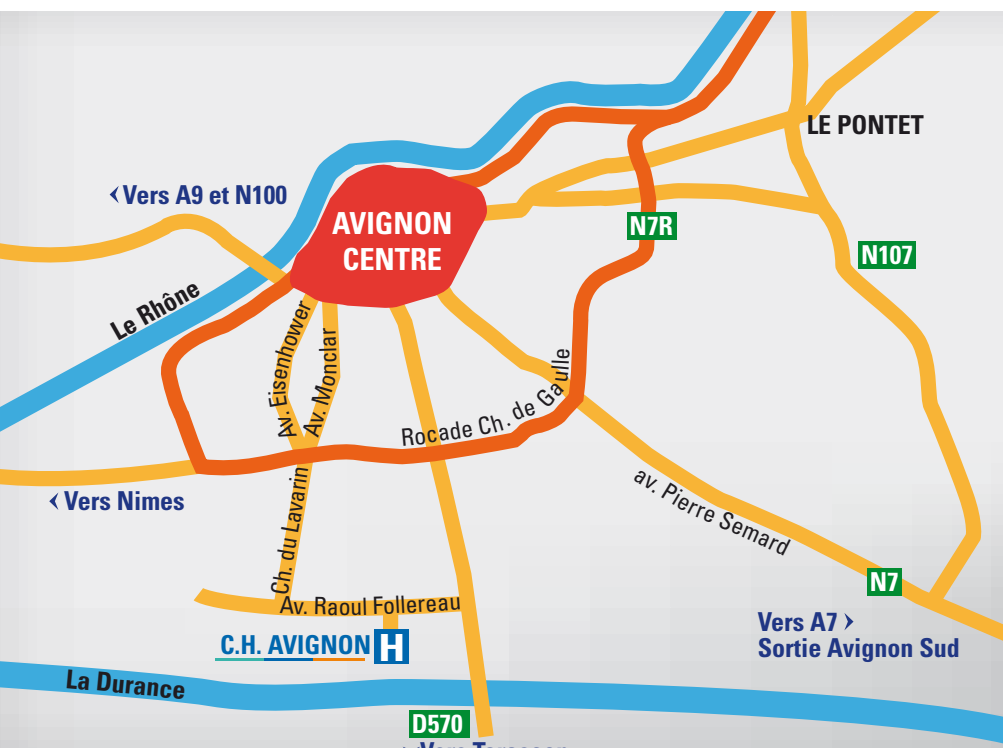 LE PONTET
Vers A9 et N100
AVIGNON
CENTRE
N7R
N107
Le Rhône
Av. Eisenhower
Av. Monclar
Rocade Ch. de Gaulle
Vers Nimes
Ch. du Lavarin
av. Pierre Semard
N7
Av. Raoul Follereau
Vers A7
Sortie Avignon Sud
C.H. AVIGNON H
La Durance
D570